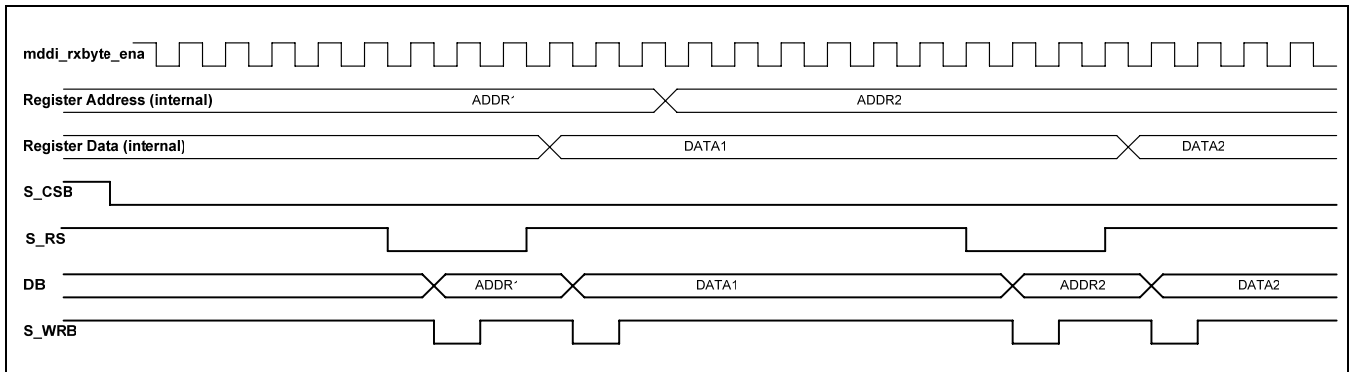 mddi_rxbyte_ena
Register Address (internal) ADDR1 ADDR2
Register Data (internal) DATA1 DATA2
S_CSB
S_RS
DB ADDR1 DATA1 ADDR2 DATA2
S_WRB